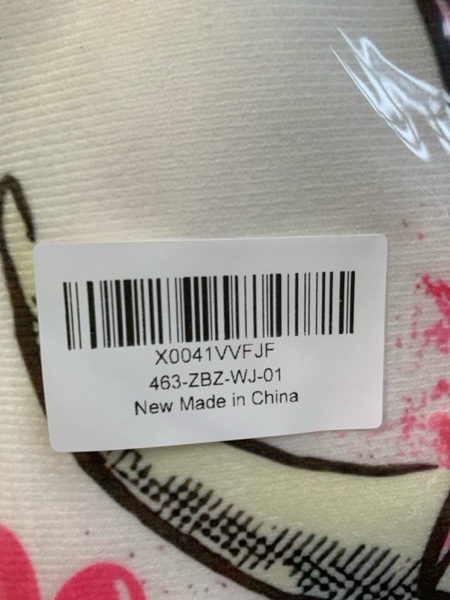 X0041VVFJF
463-ZBZ-WJ-01
New Made in China